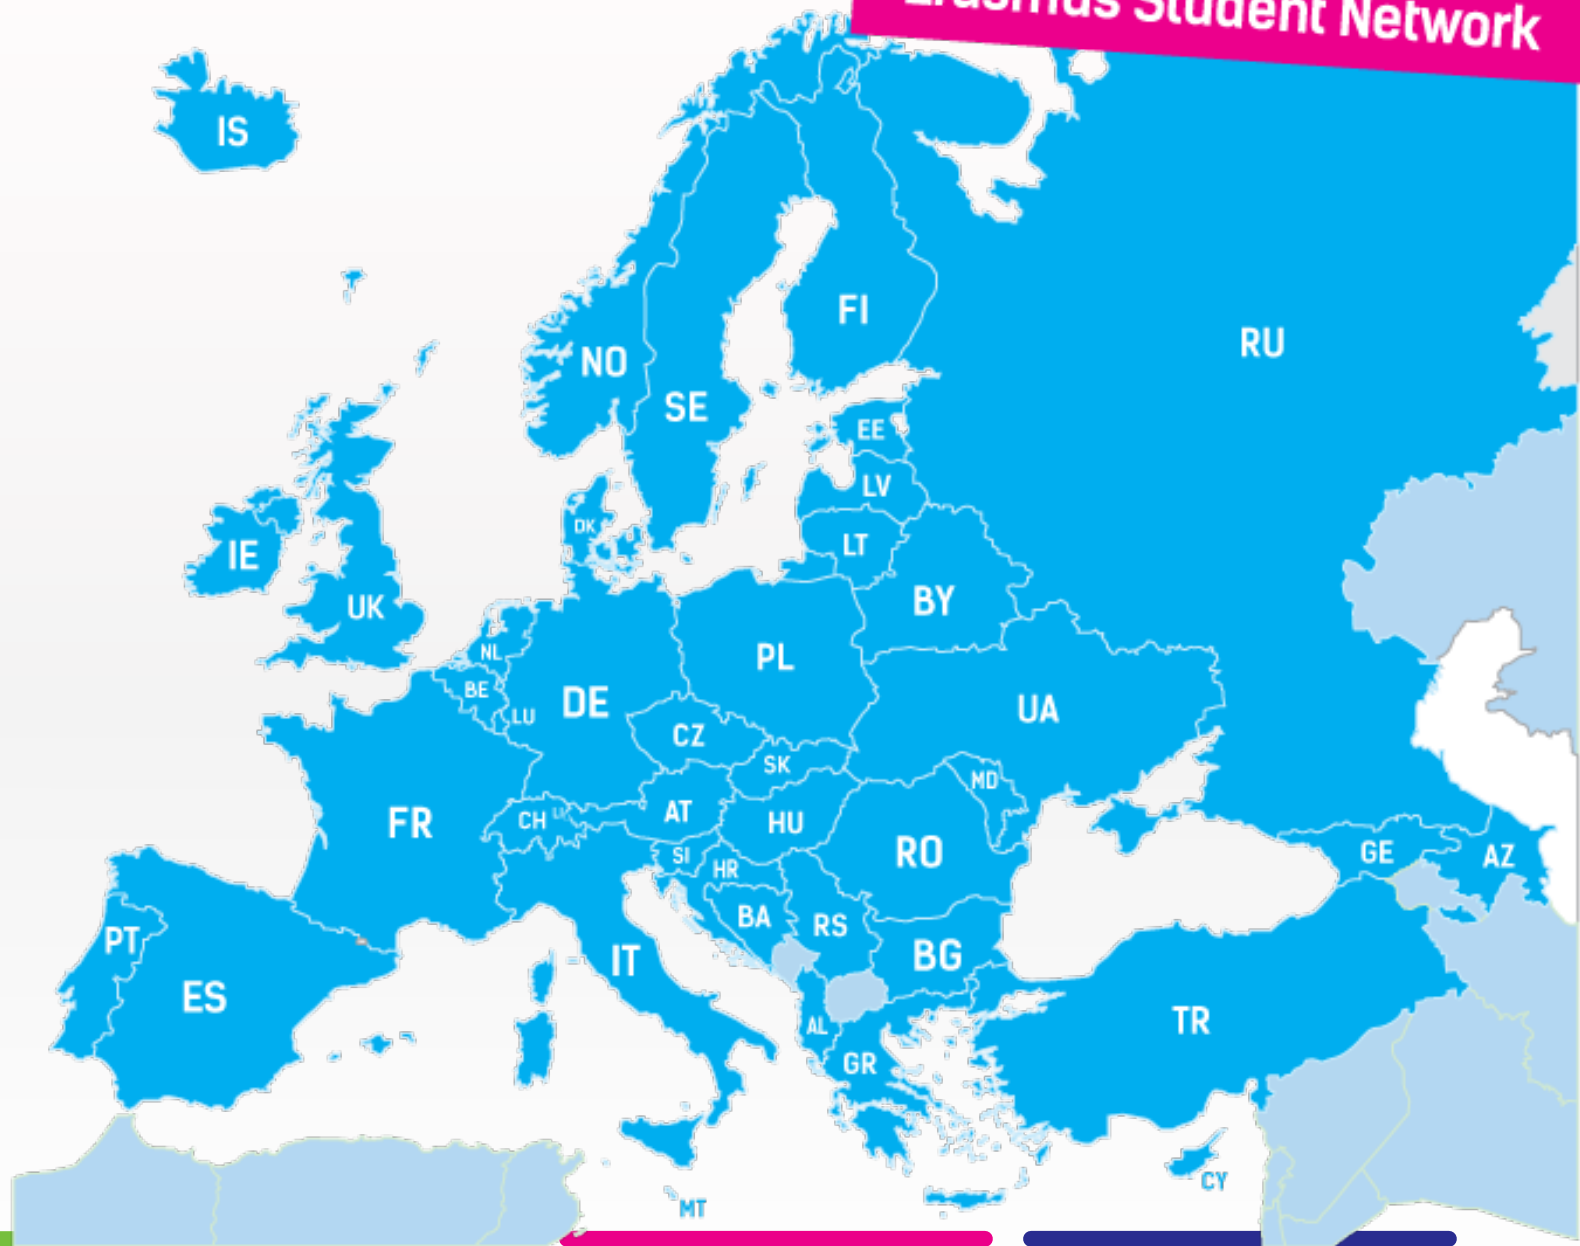 Erasmus Student Network
IS
FI
RU
NO
SE
EE
LV
DK
LT
IE
BY
UK
NL
PL
BE
DE
UA
LU
CZ
SK
MD
AT
CH
LI
HU
FR
RO
GE
AZ
SI
HR
BA
RS
PT
BG
IT
ES
TR
AL
GR
CY
MT